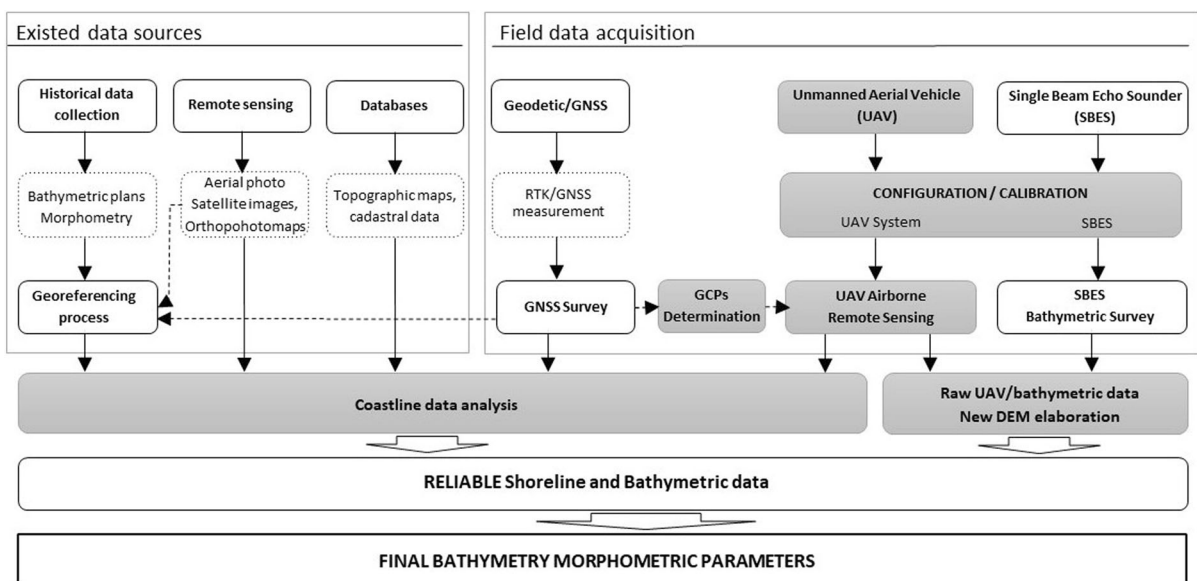 Existed data sources
Field data acquisition
Historical data
collection
Remote sensing
Databases
Geodetic/GNSS
Unmanned Aerial Vehicle
(UAV)
Single Beam Echo Sounder
(SBES)
Bathymetric plans
Morphometry
Aerial photo
Satellite images,
Orthopohotomaps
Topographic maps,
cadastral data
RTK/GNSS
measurement
CONFIGURATION / CALIBRATION
UAV System
SBES
Georeferencing
process
GNSS Survey
GCPs
Determination
UAV Airborne
Remote Sensing
SBES
Bathymetric Survey
Coastline data analysis
Raw UAV/bathymetric data
New DEM elaboration
RELIABLE Shoreline and Bathymetric data
FINAL BATHYMETRY MORPHOMETRIC PARAMETERS